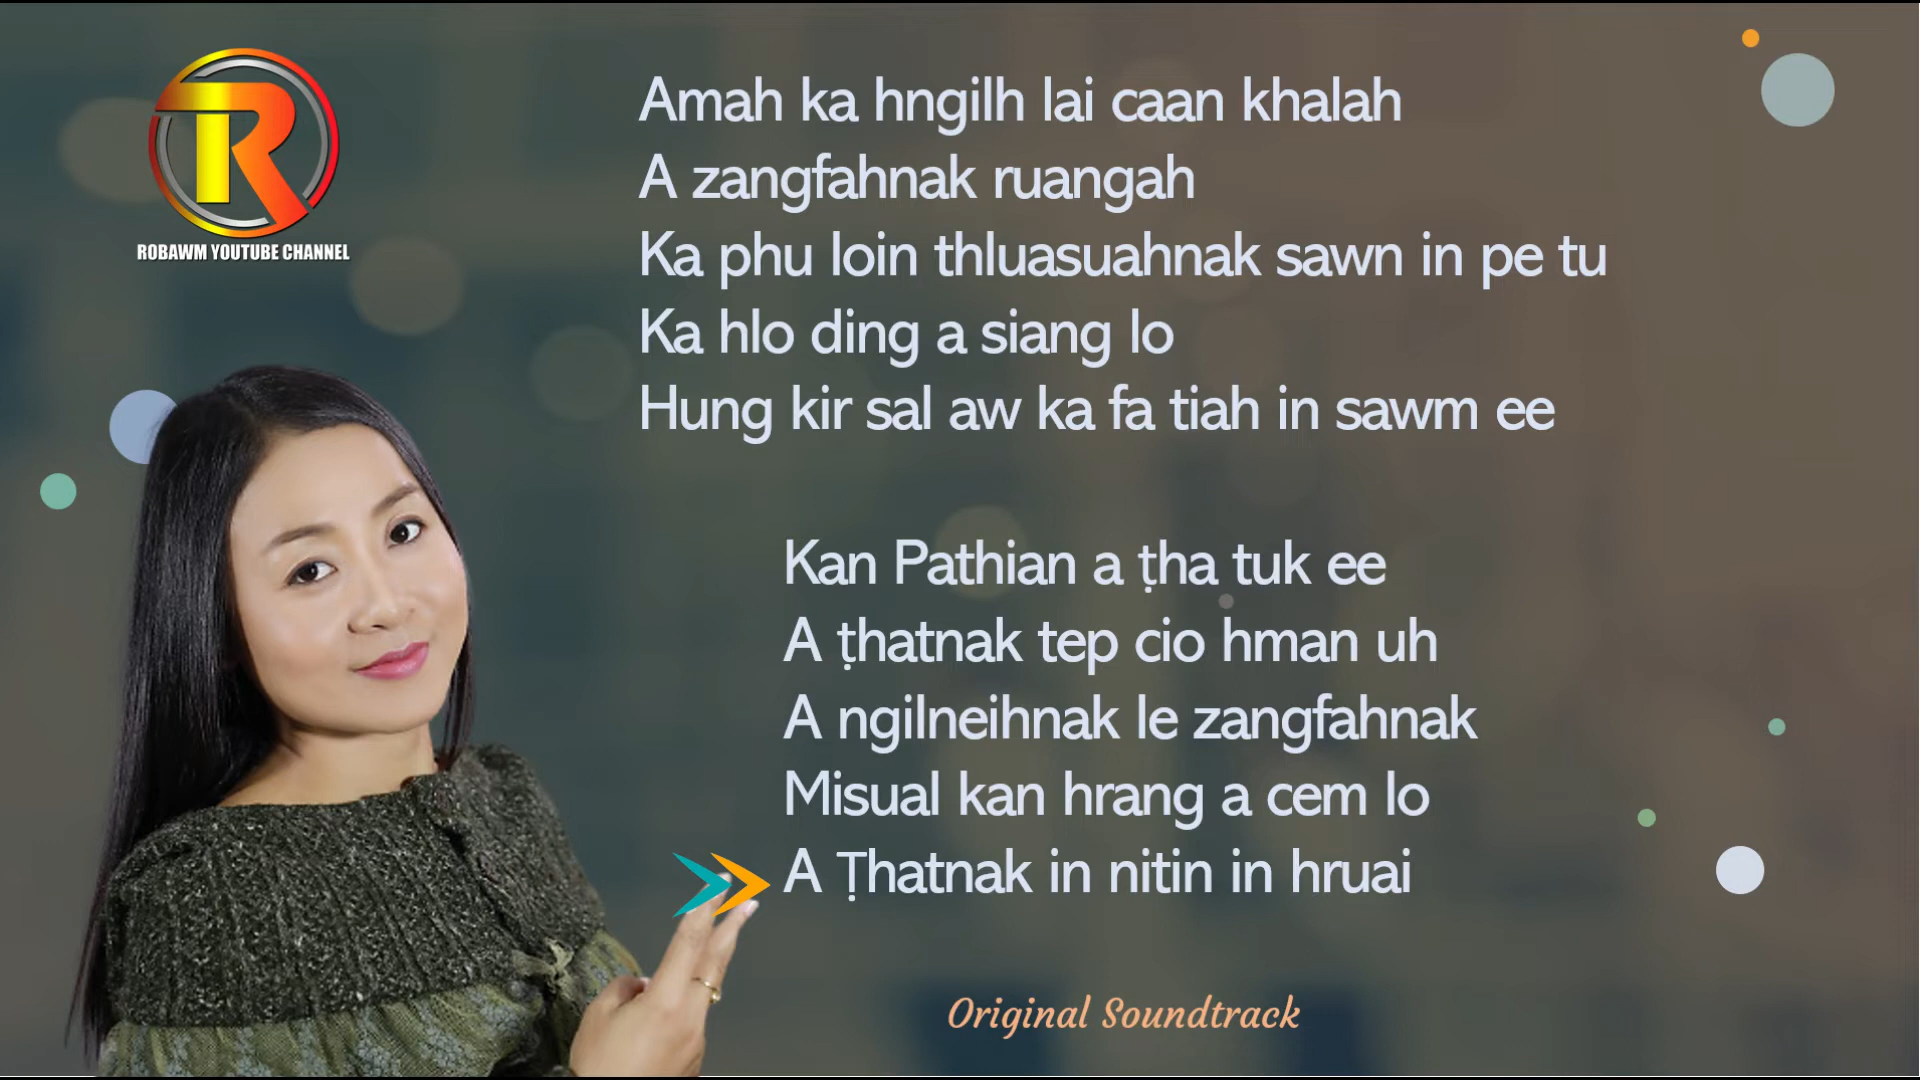 ROBAWM YOUTUBE CHANNEL
Amah ka hngilh lai caan khalah
A zangfahnak ruangah
Ka phu loin thluasuahnak sawn in pe tu
Ka hlo ding a siang lo
Hung kir sal aw ka fa tiah in sawm ee
Kan Pathian a ṭha tuk ee
A ṭhatnak tep cio hman uh
A ngilneihnak le zangfahnak
Misual kan hrang a cem lo
A Ṭhatnak in nitin in hruai
Original Soundtrack